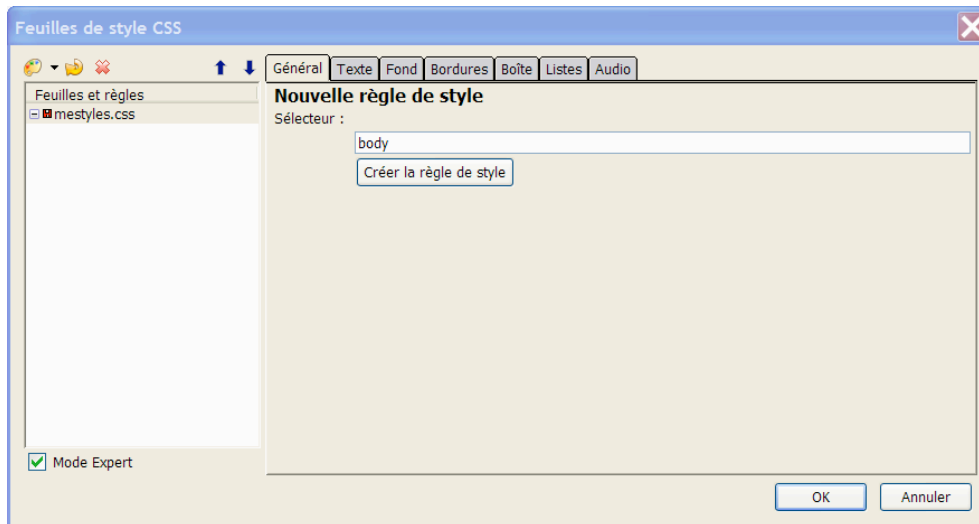 Feuilles de style CSS
Général Texte Fond Bordures Boîte Listes Audio
Feuilles et règles
mestyles.css
Nouvelle règle de style
Sélecteur :
body
Créer la règle de style
Mode Expert
OK Annuler